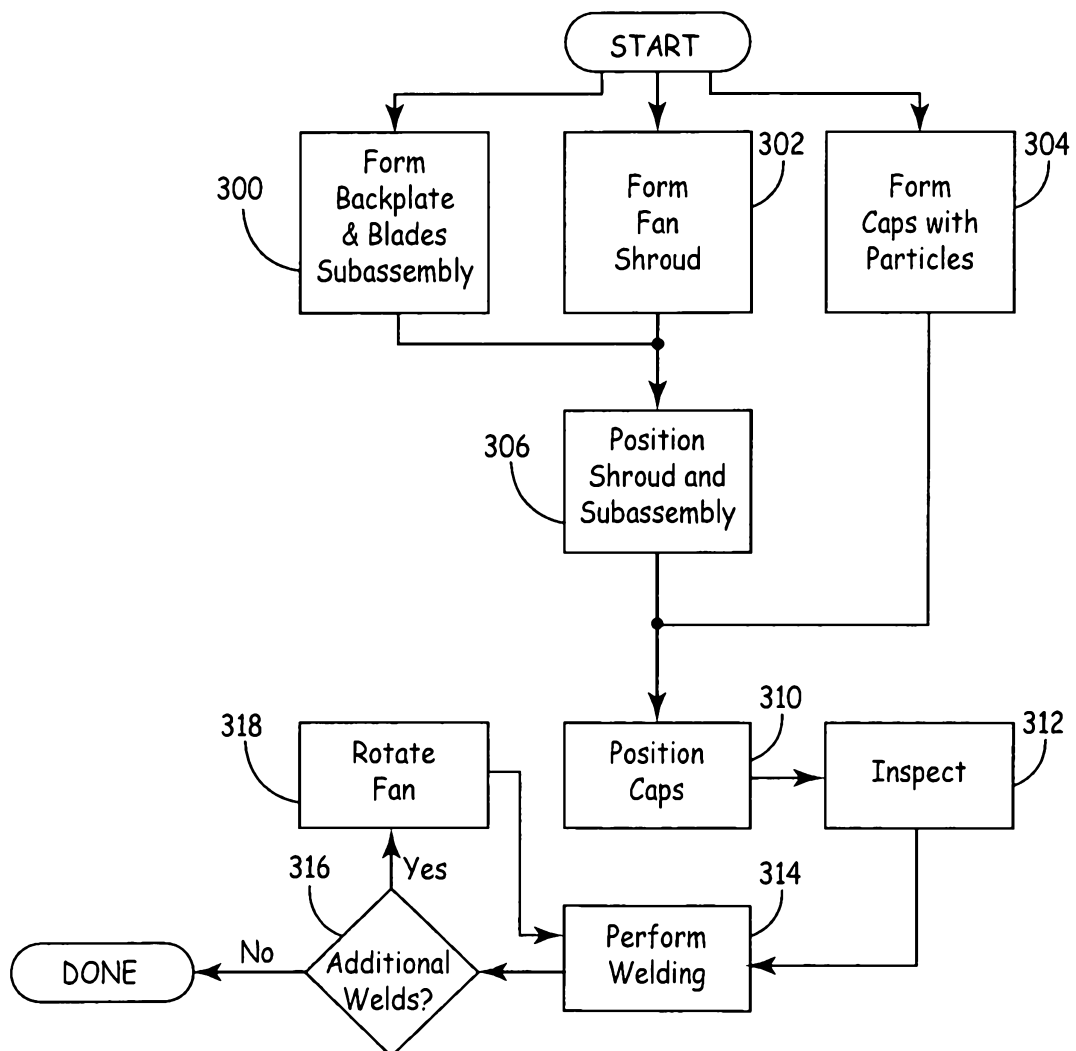 START
300
Form
Backplate
& Blades
Subassembly
302
Form
Fan
Shroud
304
Form
Caps with
Particles
306
Position
Shroud and
Subassembly
310
Position
Caps
312
Inspect
318
Rotate
Fan
314
Perform
Welding
316
Yes
Additional
Welds?
No
DONE